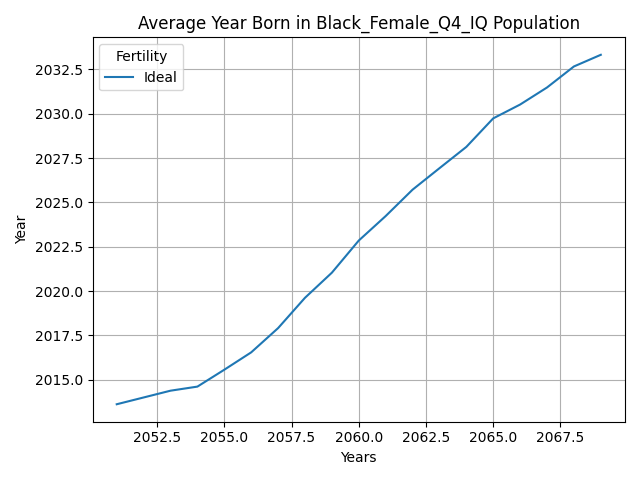 Average Year Born in Black_Female_Q4_IQ Population
Fertility
Ideal
2032.5
2030.0
2027.5
2025.0
2022.5
2020.0
2017.5
2015.0
Year
2052.5 2055.0 2057.5 2060.0 2062.5 2065.0 2067.5
Years